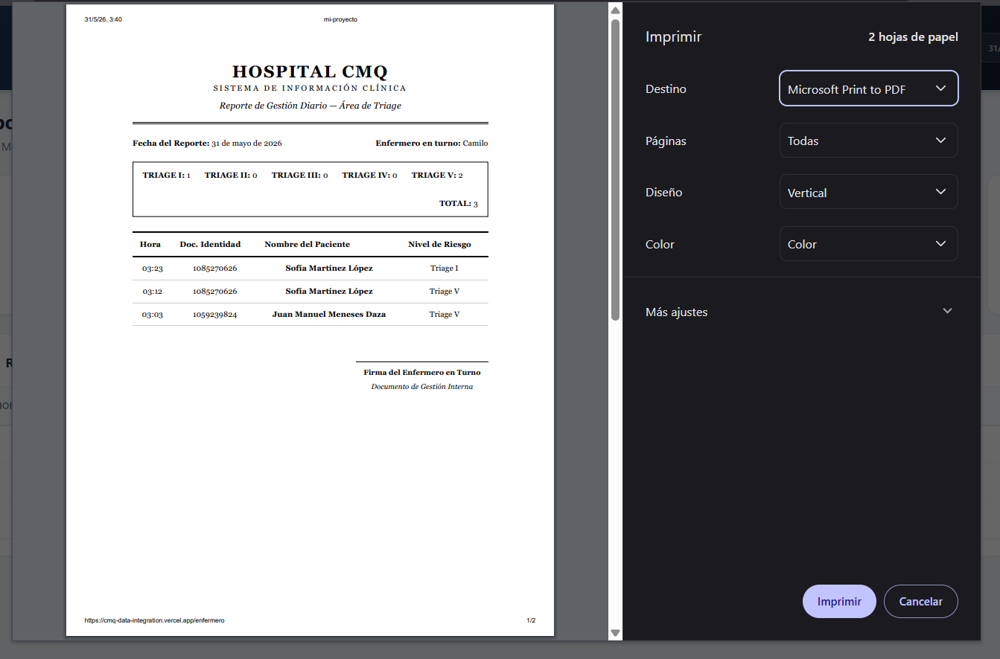 31/5/26, 3:40 mi-proyecto
HOSPITAL CMQ
SISTEMA DE INFORMACIÓN CLÍNICA
Reporte de Gestión Diario — Área de Triage
Fecha del Reporte: 31 de mayo de 2026 Enfermero en turno: Camilo
TRIAGE I: 1 TRIAGE II: 0 TRIAGE III: 0 TRIAGE IV: 0 TRIAGE V: 2
TOTAL: 3
Hora Doc. Identidad Nombre del Paciente Nivel de Riesgo
03:23 1085270626 Sofía Martínez López Triage I
03:12 1085270626 Sofía Martínez López Triage V
03:03 1059239824 Juan Manuel Meneses Daza Triage V
Firma del Enfermero en Turno
Documento de Gestión Interna
https://cmq-data-integration.vercel.app/enfermero 1/2
Imprimir 2 hojas de papel
Destino Microsoft Print to PDF
Páginas Todas
Diseño Vertical
Color Color
Más ajustes
Imprimir Cancelar
31/